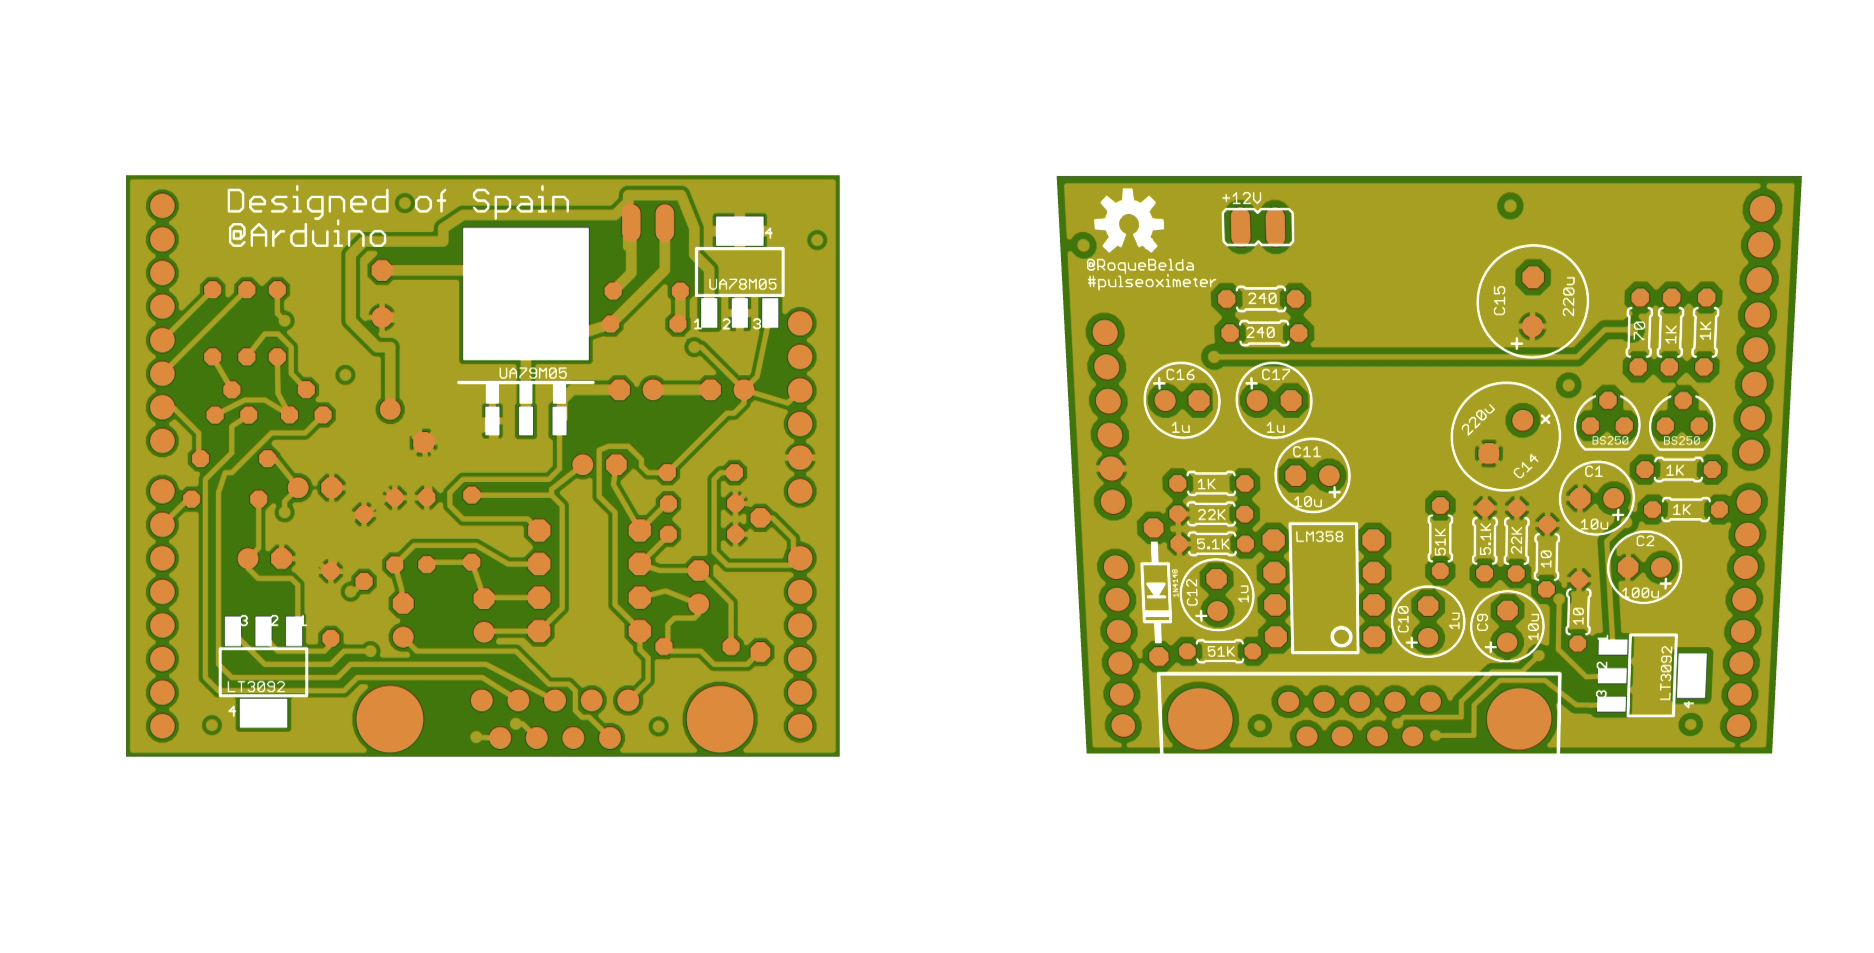 Designed of Spain
@Arduino
4
UA78M05
1 2 3
UA79M05
3 2 1
LT3092
4
+12V
@RoqueBelda
#pulseoximeter
240
240
C15
220u
+
70
1K
1K
C16
+
1u
C17
+
1u
220u
C14
+
BS250
BS250
C11
10u
+
C1
10u
+
1K
1K
1K
22K
5.1K
LM358
51K
5.1K
22K
10
C2
100u
+
1N4148
C12
1u
+
C10
1u
+
C9
10u
+
10
51K
1
2
3
LT3092
4